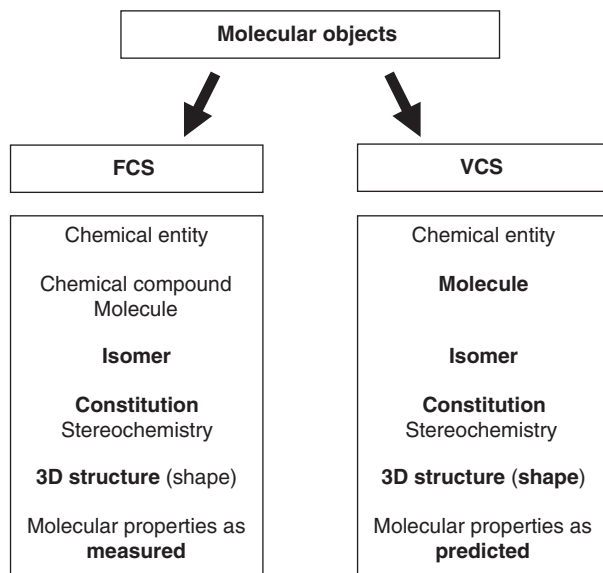 Molecular objects
FCS
VCS
Chemical entity
Chemical compound
Molecule
Isomer
Constitution
Stereochemistry
3D structure (shape)
Molecular properties as
measured
Chemical entity
Molecule
Isomer
Constitution
Stereochemistry
3D structure (shape)
Molecular properties as
predicted